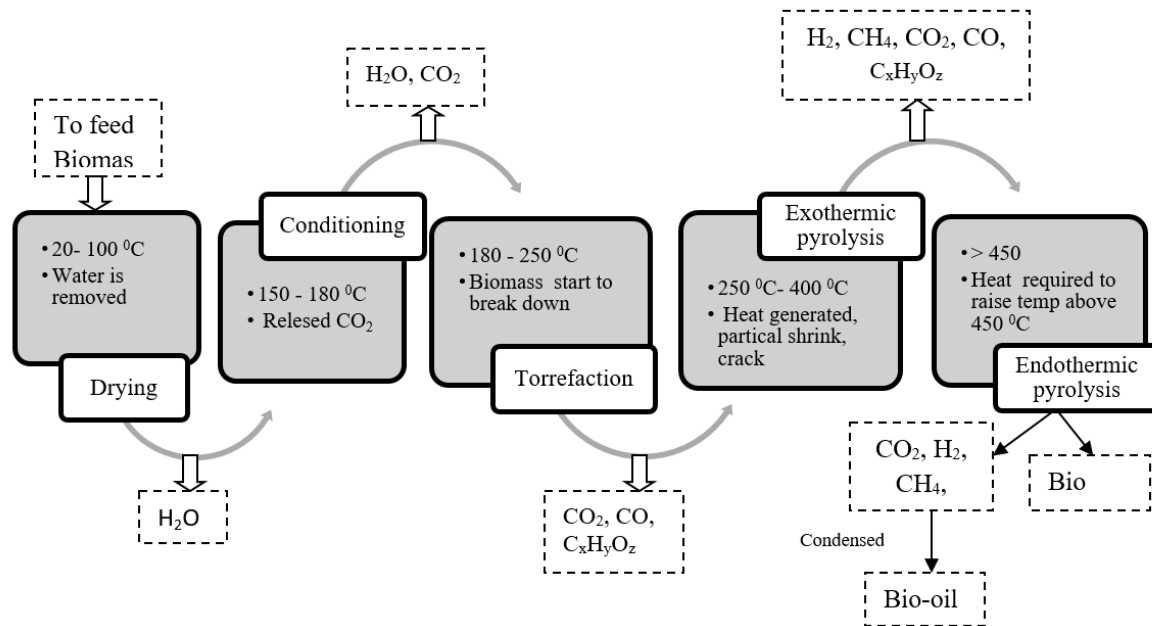 To feed
Biomas
• 20- 100 ⁰C
• Water is
removed
Drying
H₂O
Conditioning
• 150 - 180 ⁰C
• Relesed CO₂
H₂O, CO₂
• 180 - 250 ⁰C
• Biomass start to
break down
Torrefaction
CO₂, CO,
CₓHᵧO_z
Exothermic
pyrolysis
• 250 ⁰C- 400 ⁰C
• Heat generated,
partical shrink,
crack
H₂, CH₄, CO₂, CO,
CₓHᵧO_z
• > 450
• Heat required to
raise temp above
450 ⁰C
Endothermic
pyrolysis
CO₂, H₂,
CH₄,
Bio
Condensed
Bio-oil